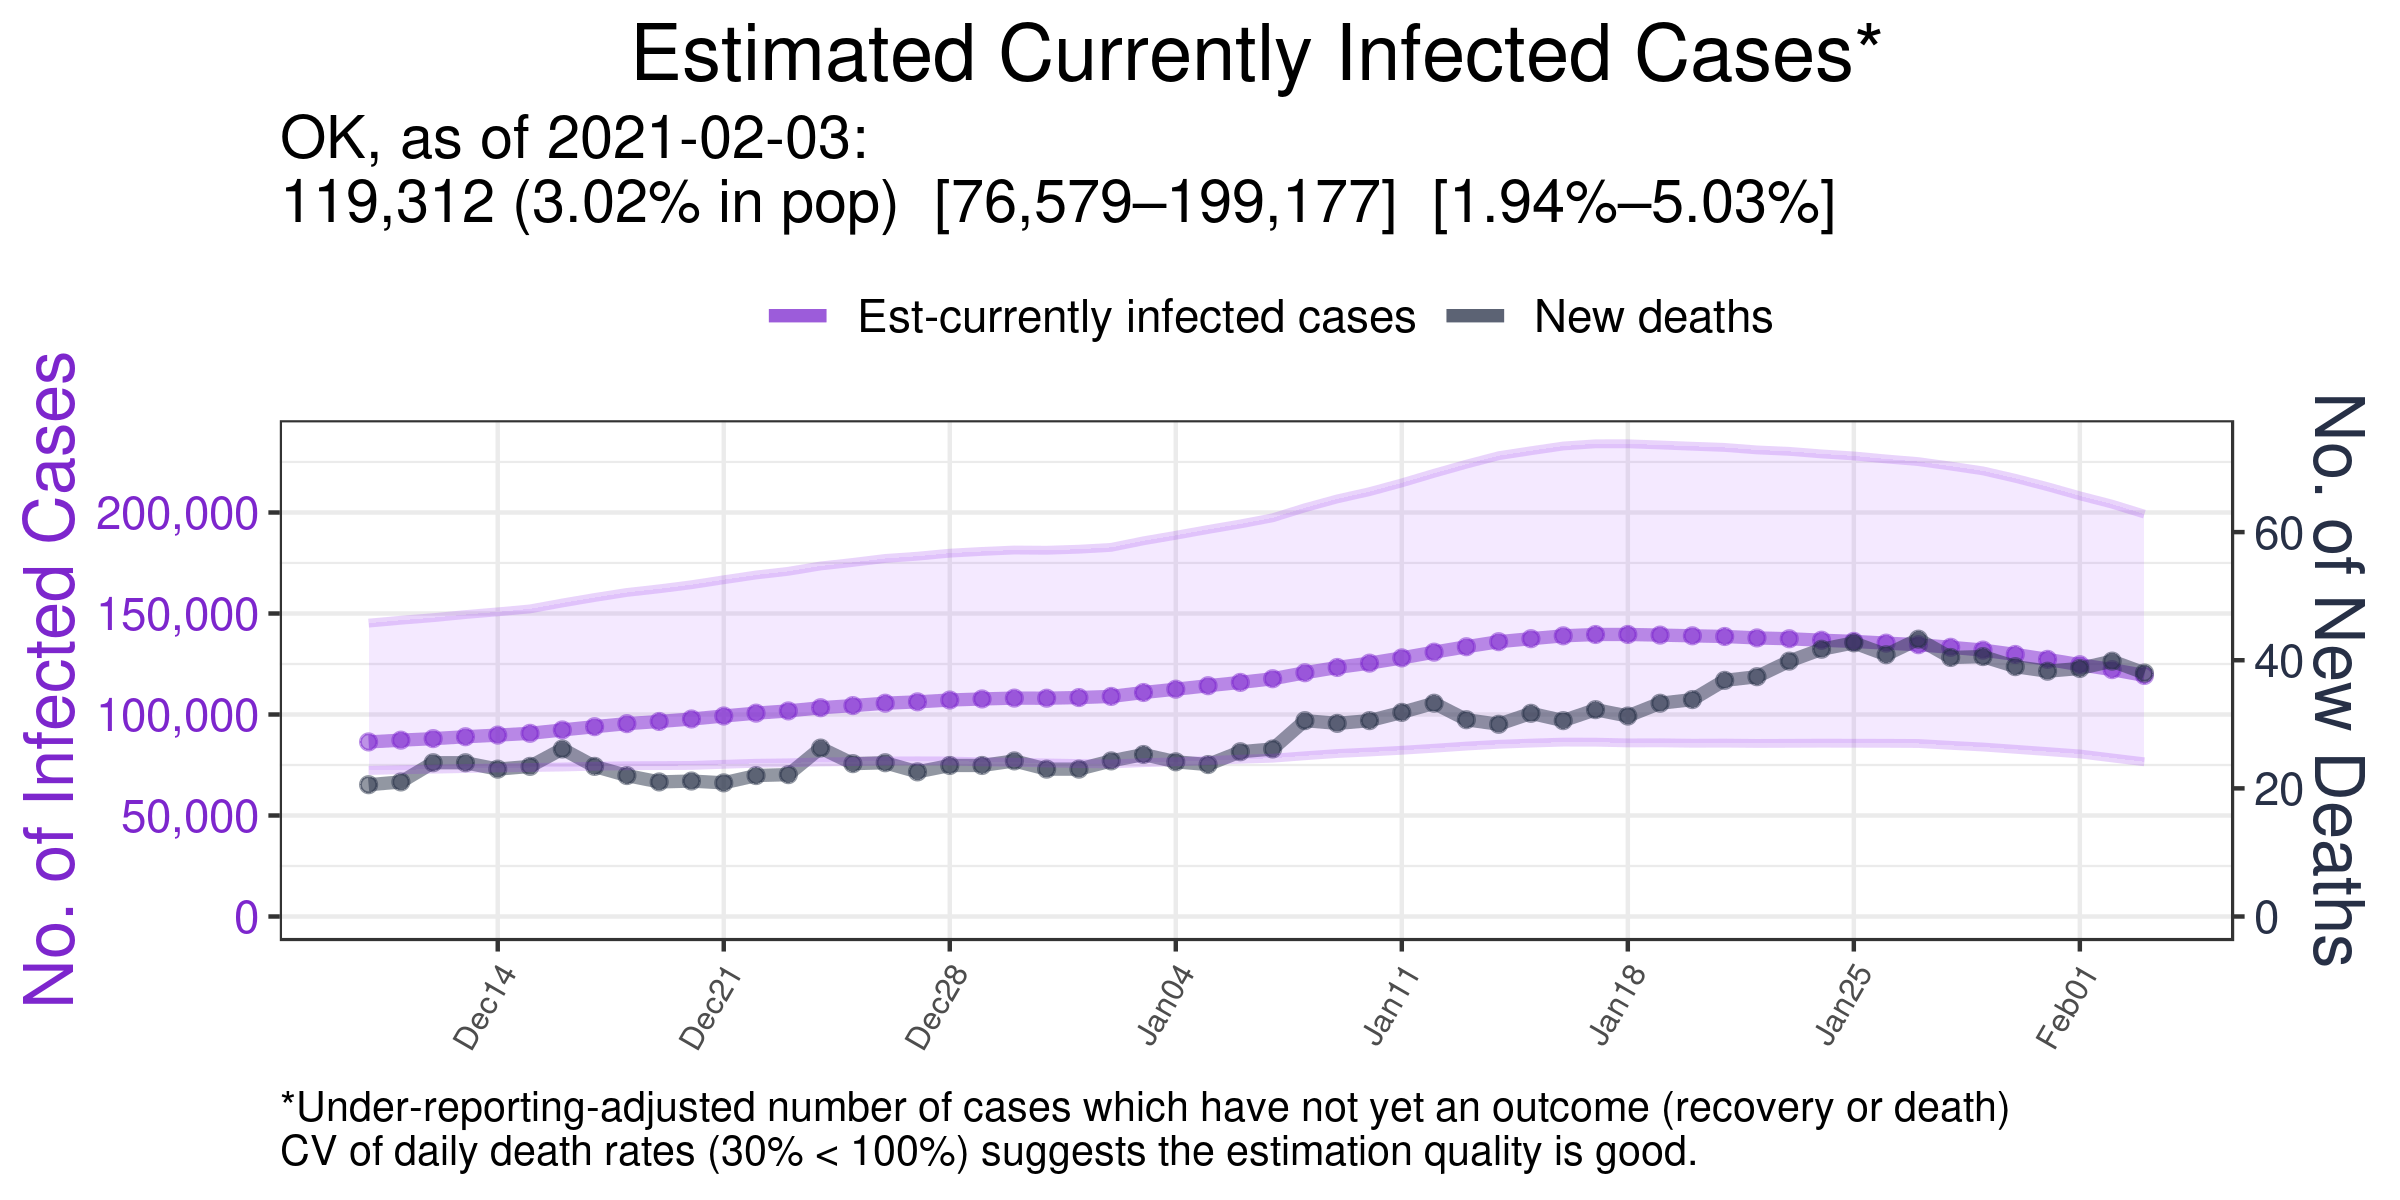 Estimated Currently Infected Cases*
OK, as of 2021-02-03:
119,312 (3.02% in pop)  [76,579–199,177]  [1.94%–5.03%]
Est-currently infected cases
New deaths
No. of Infected Cases
200,000
150,000
100,000
50,000
0
No. of New Deaths
60
40
20
0
Dec14
Dec21
Dec28
Jan04
Jan11
Jan18
Jan25
Feb01
*Under-reporting-adjusted number of cases which have not yet an outcome (recovery or death)
CV of daily death rates (30% < 100%) suggests the estimation quality is good.